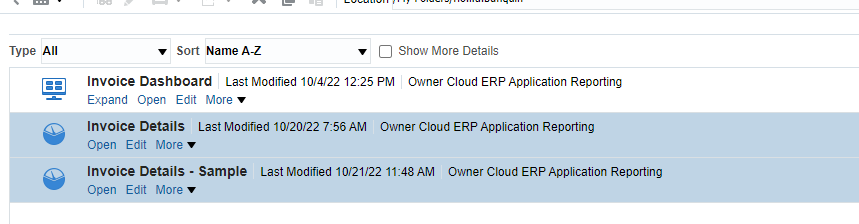 Location
Type All Sort Name A-Z Show More Details
Invoice Dashboard Last Modified 10/4/22 12:25 PM Owner Cloud ERP Application Reporting
Expand Open Edit More
Invoice Details Last Modified 10/20/22 7:56 AM Owner Cloud ERP Application Reporting
Open Edit More
Invoice Details - Sample Last Modified 10/21/22 11:48 AM Owner Cloud ERP Application Reporting
Open Edit More